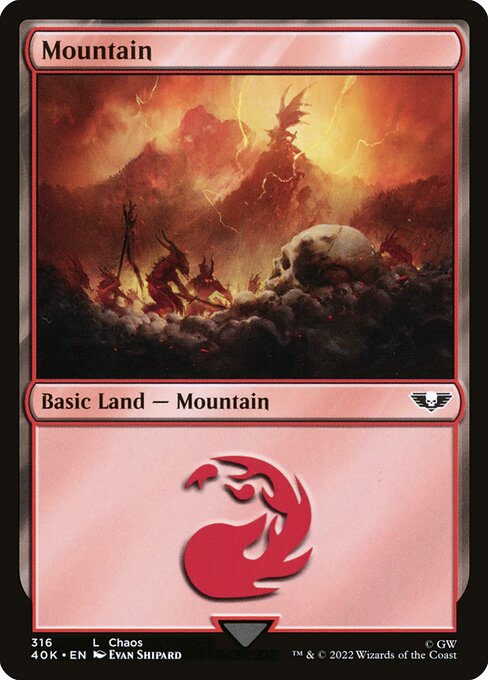 Mountain
Basic Land — Mountain
316 L Chaos © GW
40K • EN Evan Shipard ™ & © 2022 Wizards of the Coast